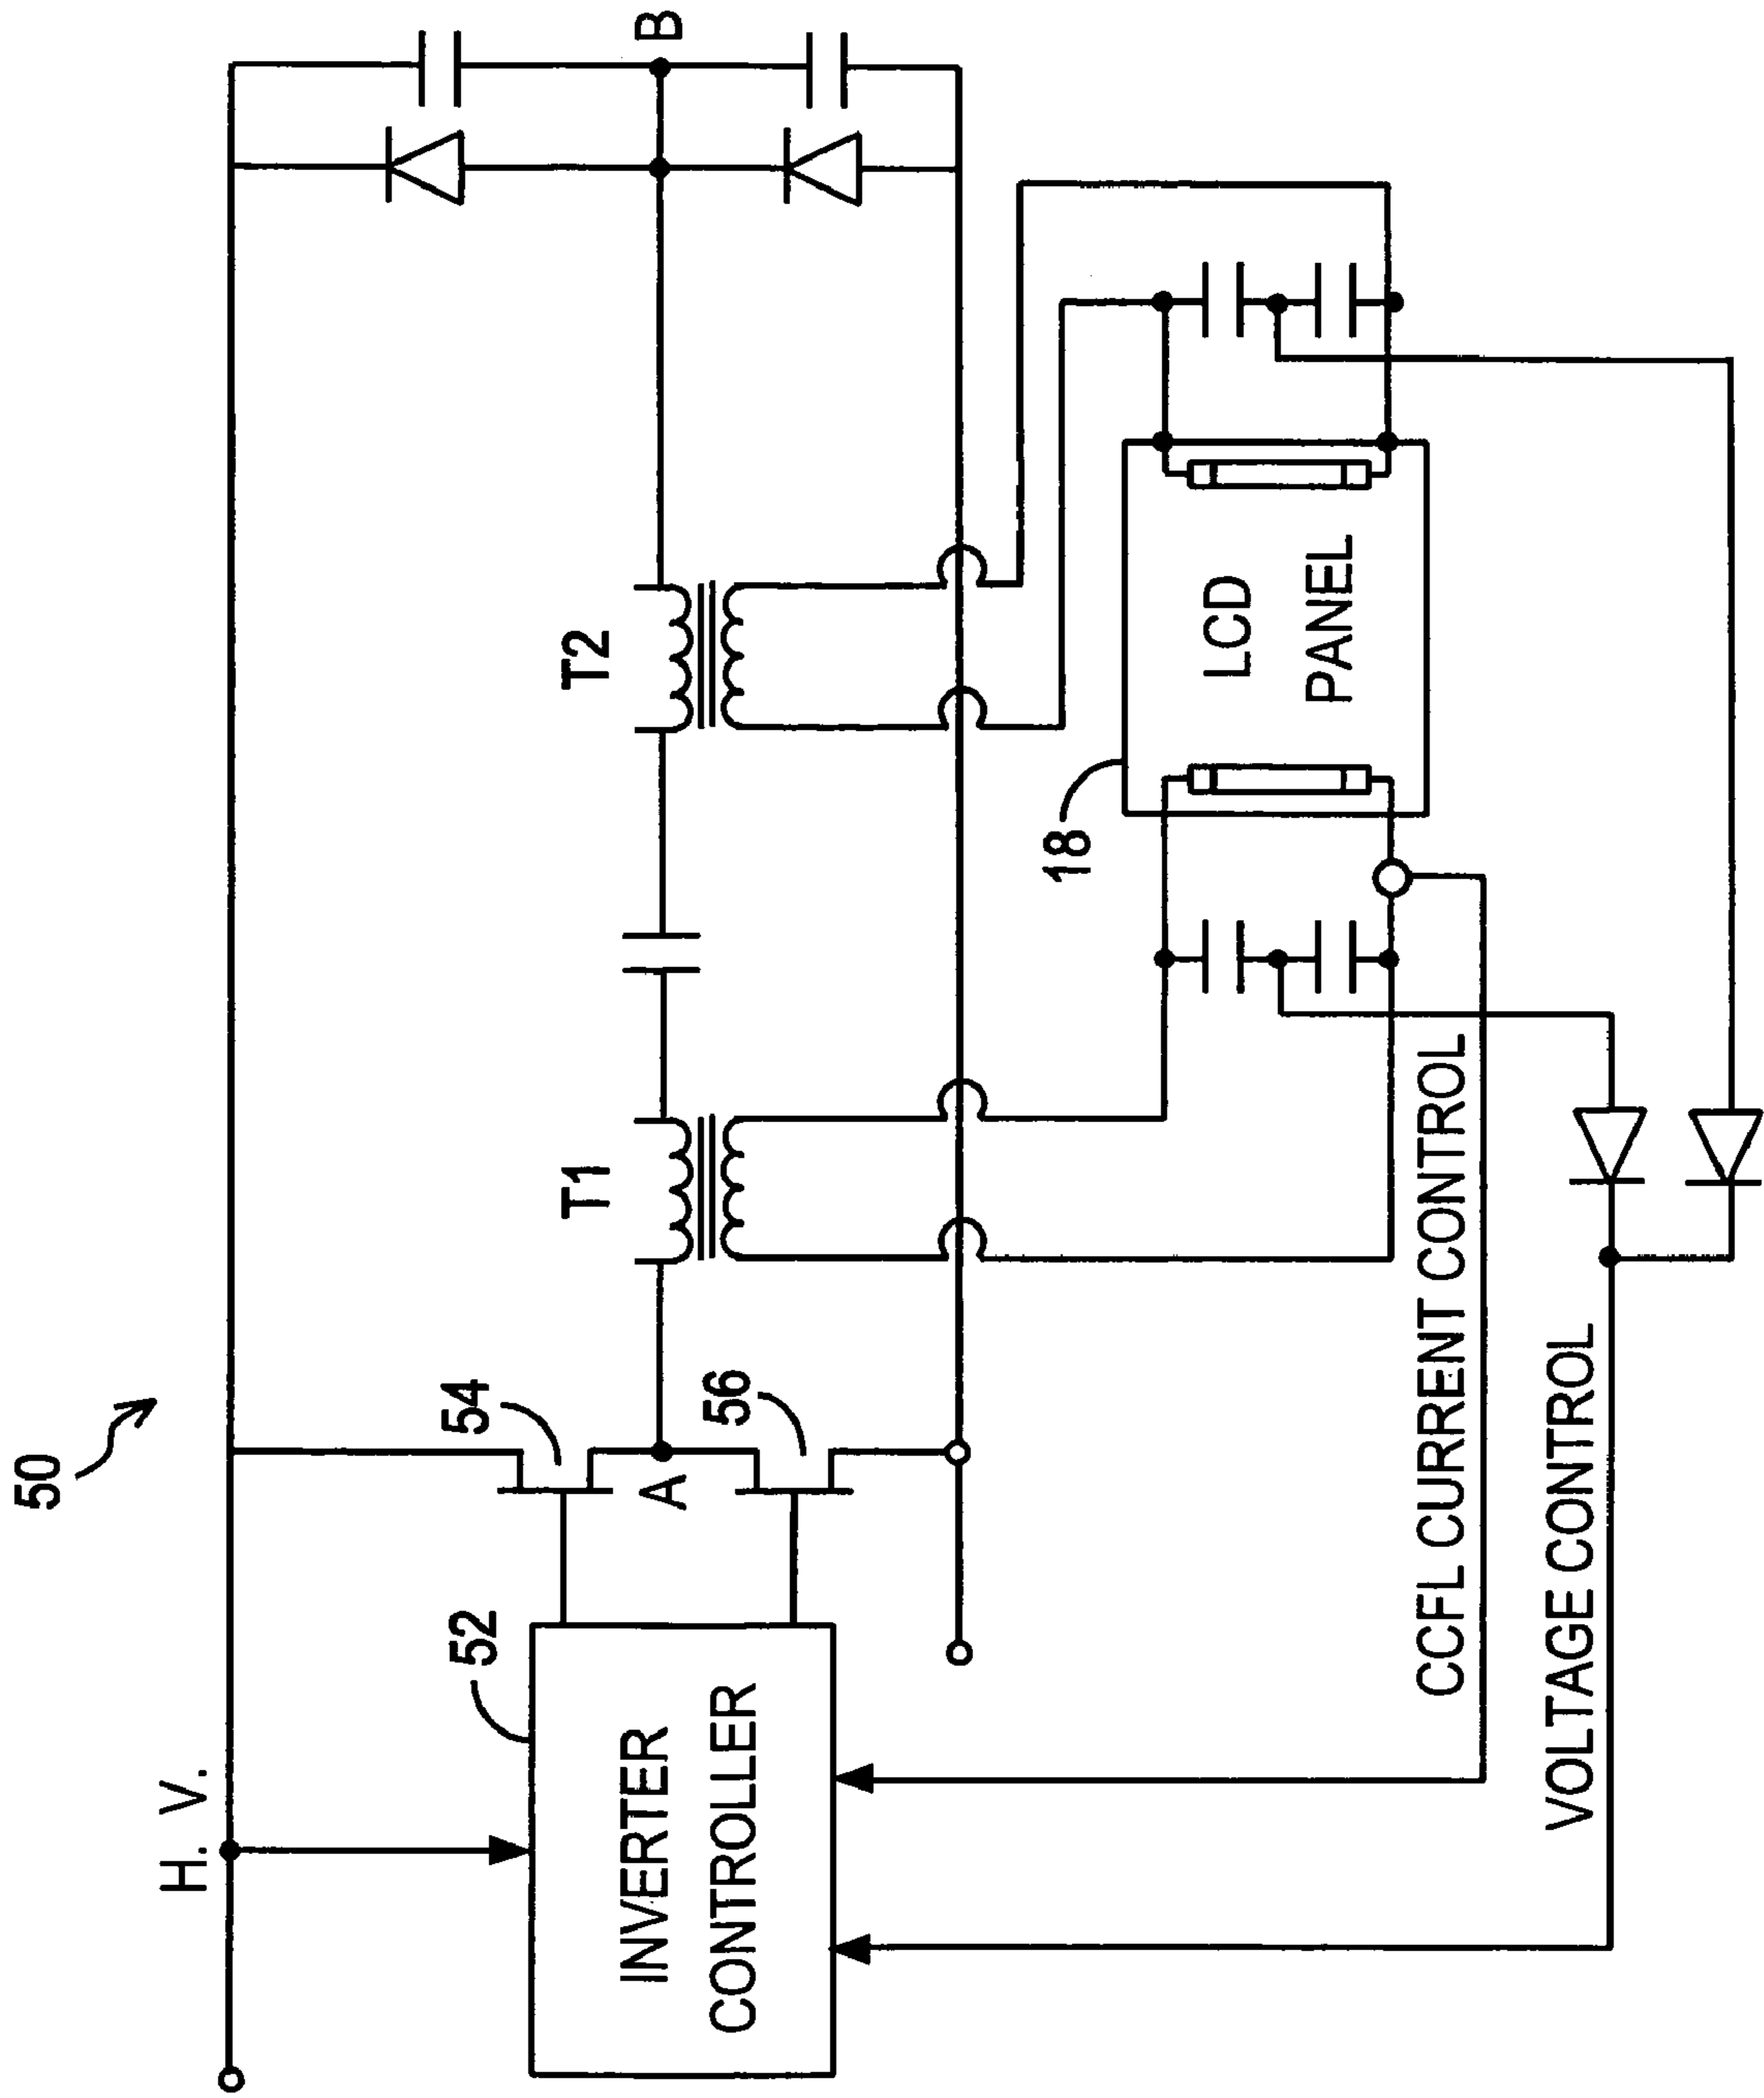 50
H. V.
INVERTER
CONTROLLER
52
54
A
56
T1
T2
B
18
LCD
PANEL
CCFL CURRENT CONTROL
VOLTAGE CONTROL